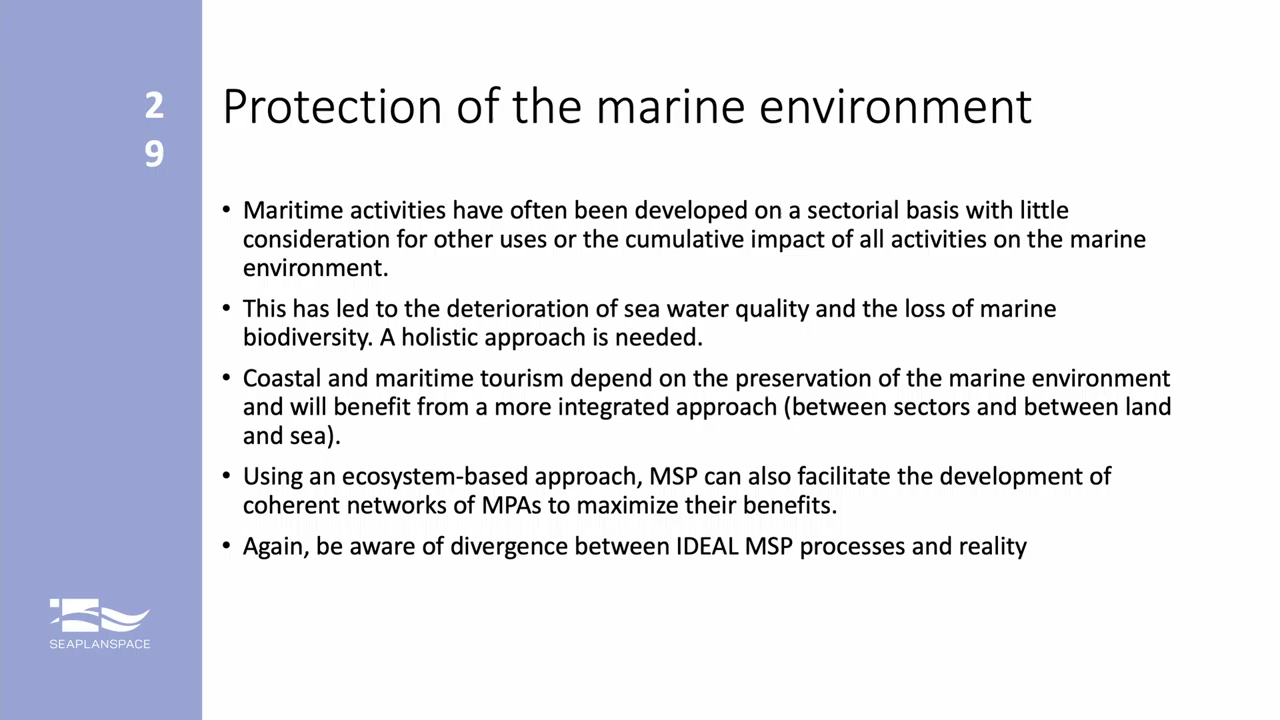 2
9
Protection of the marine environment
• Maritime activities have often been developed on a sectorial basis with little
consideration for other uses or the cumulative impact of all activities on the marine
environment.
• This has led to the deterioration of sea water quality and the loss of marine
biodiversity. A holistic approach is needed.
• Coastal and maritime tourism depend on the preservation of the marine environment
and will benefit from a more integrated approach (between sectors and between land
and sea).
• Using an ecosystem-based approach, MSP can also facilitate the development of
coherent networks of MPAs to maximize their benefits.
• Again, be aware of divergence between IDEAL MSP processes and reality
SEAPLANSPACE